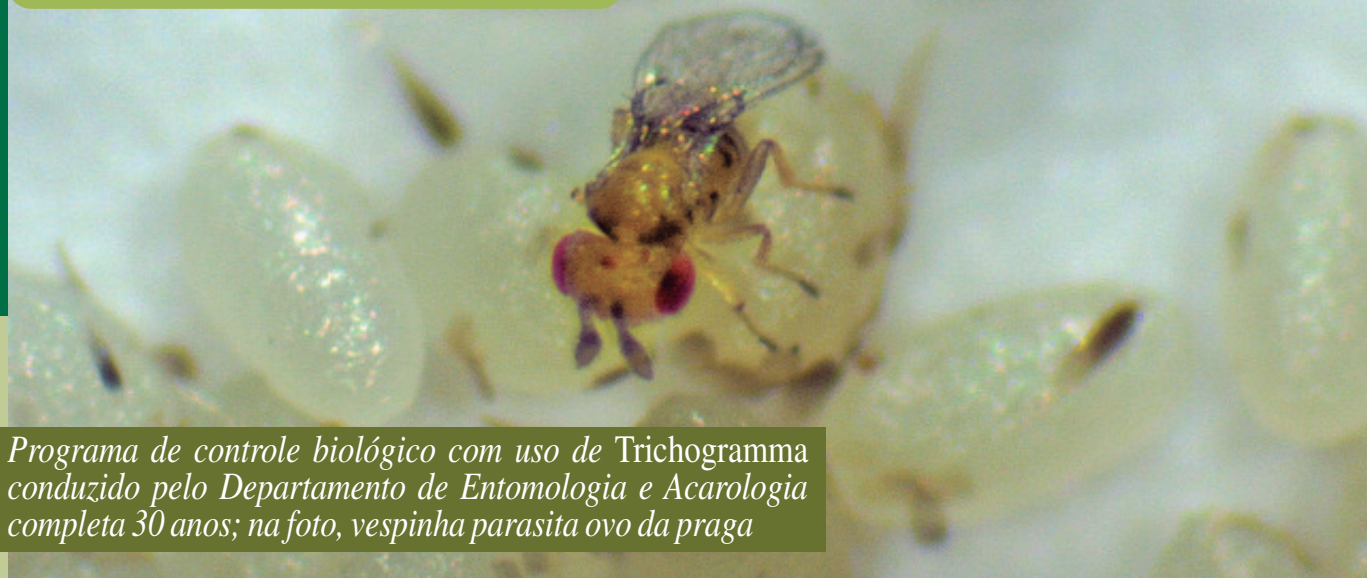 Programa de controle biológico com uso de Trichogramma
conduzido pelo Departamento de Entomologia e Acarologia
completa 30 anos; na foto, vespinha parasita ovo da praga